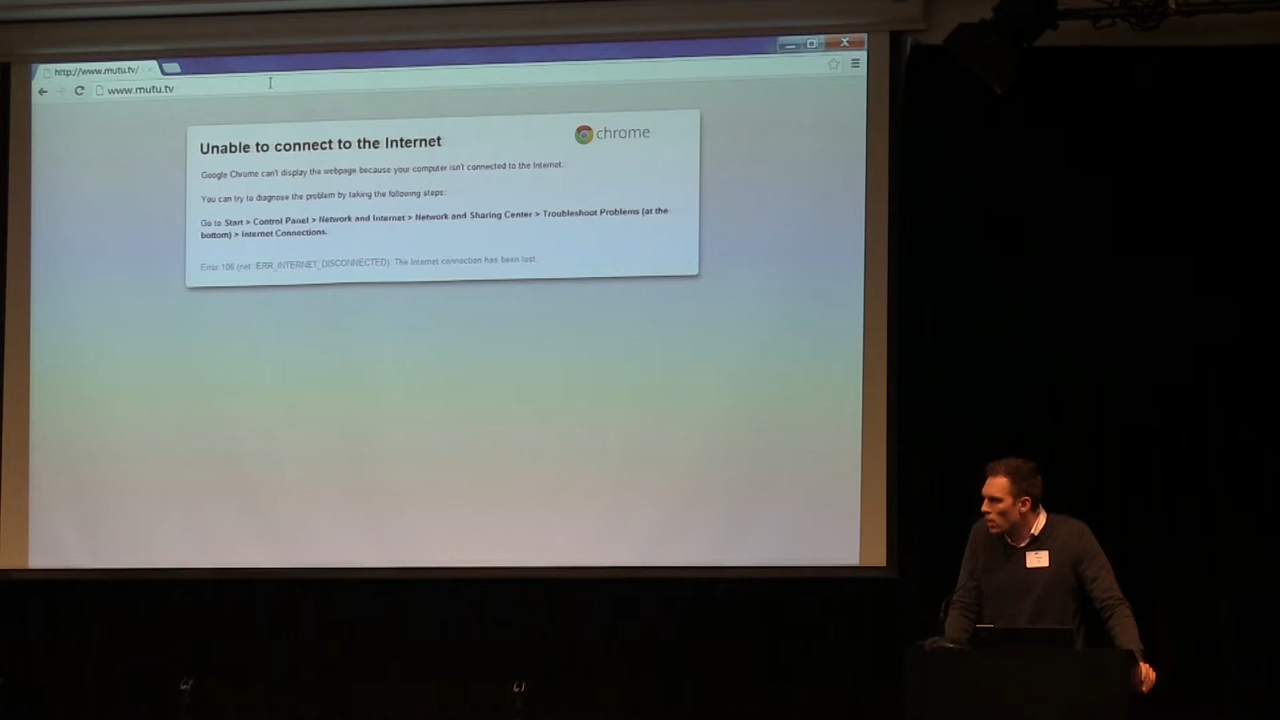 http://www.mutu.tv/
www.mutu.tv
Unable to connect to the Internet
chrome
Google Chrome can't display the webpage because your computer isn't connected to the Internet.
You can try to diagnose the problem by taking the following steps:
Go to Start > Control Panel > Network and Internet > Network and Sharing Center > Troubleshoot Problems (at the
bottom) > Internet Connections.
Error 106 (net::ERR_INTERNET_DISCONNECTED): The Internet connection has been lost.